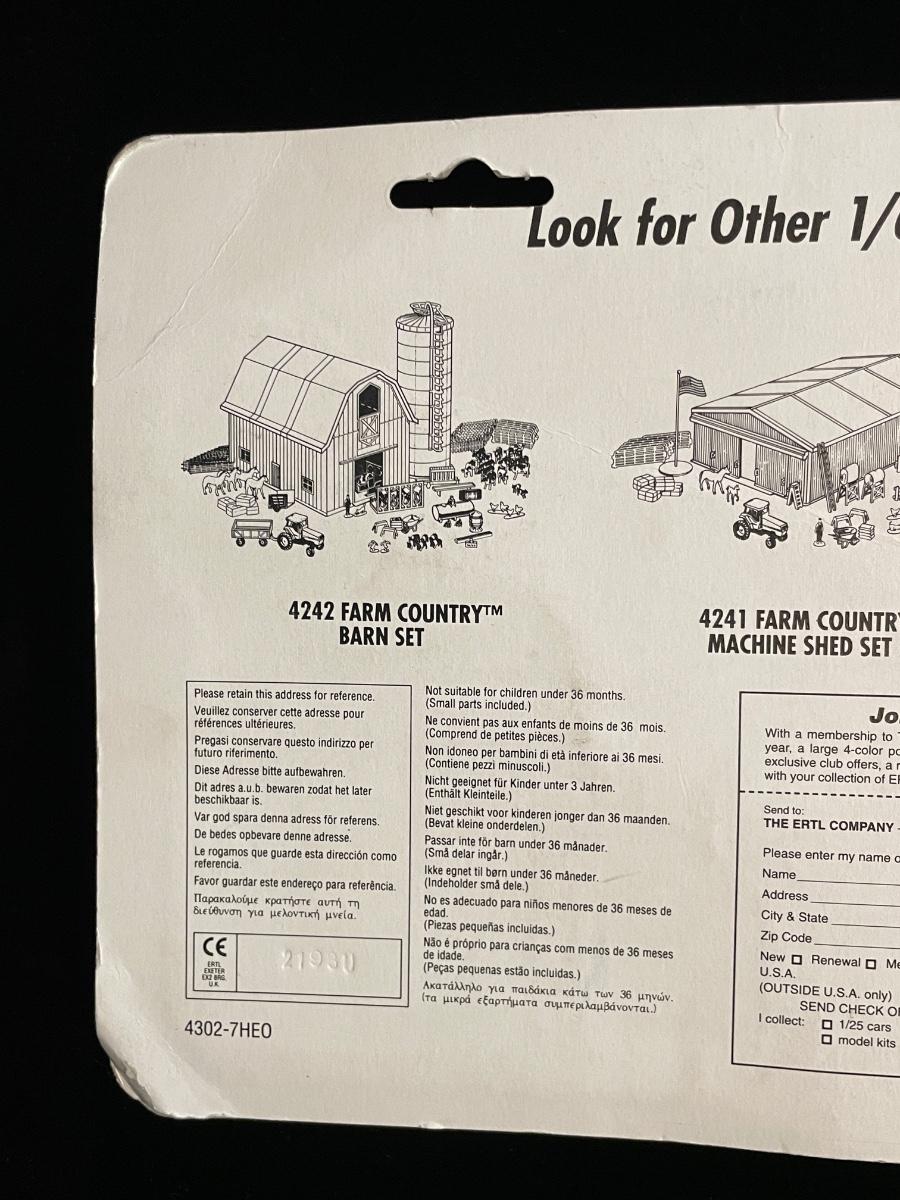 Look for Other 1/
4242 FARM COUNTRY™
BARN SET
4241 FARM COUNTRY
MACHINE SHED SET
Please retain this address for reference.
Veuillez conserver cette adresse pour
références ultérieures.
Pregasi conservare questo indirizzo per
futuro riferimento.
Diese Adresse bitte aufbewahren.
Dit adres a.u.b. bewaren zodat het later
beschikbaar is.
Var god spara denna adress för referens.
De bedes opbevare denne adresse.
Le rogamos que guarde esta dirección como
referencia.
Favor guardar este endereço para referência.
Παρακαλούμε κρατήστε αυτή τη
διεύθυνση για μελοντική μνεία.
CE
ERTL
EXETER
EX2 8RG.
U.K.
21930
4302-7HEO
Not suitable for children under 36 months.
(Small parts included.)
Ne convient pas aux enfants de moins de 36 mois.
(Comprend de petites pièces.)
Non idoneo per bambini di età inferiore ai 36 mesi.
(Contiene pezzi minuscoli.)
Nicht geeignet für Kinder unter 3 Jahren.
(Enthält Kleinteile.)
Niet geschikt voor kinderen jonger dan 36 maanden.
(Bevat kleine onderdelen.)
Passar inte för barn under 36 månader.
(Små delar ingår.)
Ikke egnet til børn under 36 måneder.
(Indeholder små dele.)
No es adecuado para niños menores de 36 meses de
edad.
(Piezas pequeñas incluidas.)
Não é próprio para crianças com menos de 36 meses
de idade.
(Peças pequenas estão incluidas.)
Ακατάλληλο για παιδάκια κάτω των 36 μηνών.
(τα μικρά εξαρτήματα συμπεριλαμβάνονται.)
Jo
With a membership to
year, a large 4-color
exclusive club offers, a
with your collection of
Send to:
THE ERTL COMPANY -
Please enter my name
Name
Address
City & State
Zip Code
New Renewal
U.S.A.
(OUTSIDE U.S.A. only)
SEND CHECK
I collect: 1/25 cars
model kits